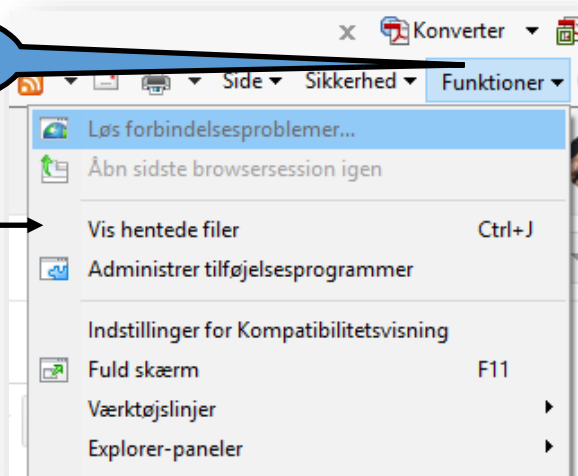 x Konverter
Side Sikkerhed Funktioner
Løs forbindelsesproblemer...
Åbn sidste browsersession igen
Vis hentede filer Ctrl+J
Administrer tilføjelsesprogrammer
Indstillinger for Kompatibilitetsvisning
Fuld skærm F11
Værktøjslinjer
Explorer-paneler